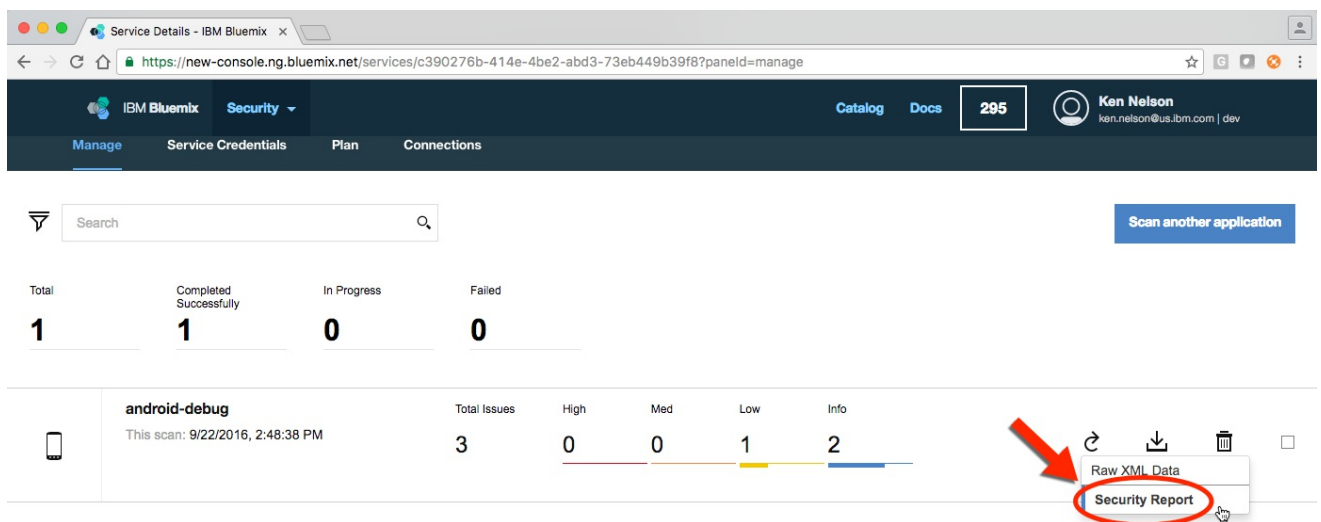 Service Details - IBM Bluemix
https://new-console.ng.bluemix.net/services/c390276b-414e-4be2-abd3-73eb449b39f8?paneId=manage
IBM Bluemix Security Catalog Docs 295 Ken Nelson
ken.nelson@us.ibm.com | dev
Manage Service Credentials Plan Connections
Search Scan another application
Total Completed Successfully In Progress Failed
1 1 0 0
android-debug Total Issues High Med Low Info
This scan: 9/22/2016, 2:48:38 PM 3 0 0 1 2
Raw XML Data
Security Report